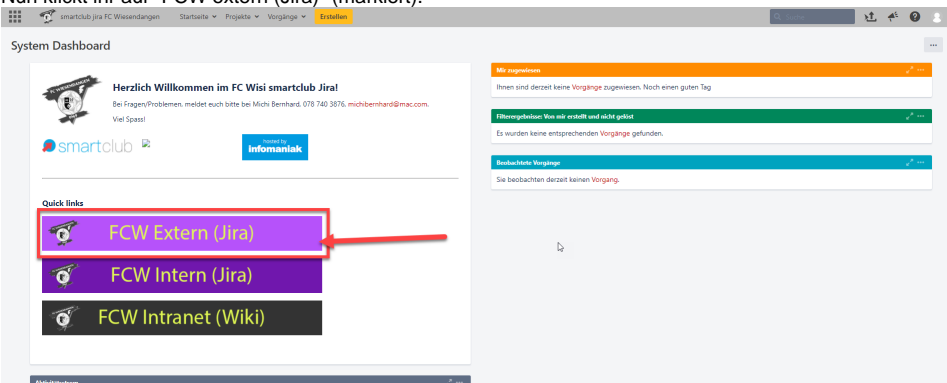 Nun klickt ihr auf "FCW extern (Jira)" (markiert).
smartclub jira FC Wiesendangen Startseite Projekte Vorgänge Erstellen Suche
System Dashboard
Herzlich Willkommen im FC Wisi smartclub Jira!
Bei Fragen/Problemen, meldet euch bitte bei Michi Bernhard, 078 740 3876, michibernhard@mac.com.
Viel Spass!
smartclub
hosted by
infomaniak
Quick links
FCW Extern (Jira)
FCW Intern (Jira)
FCW Intranet (Wiki)
Mir zugewiesen
Ihnen sind derzeit keine Vorgänge zugewiesen. Noch einen guten Tag
Filterergebnisse: Von mir erstellt und nicht gelöst
Es wurden keine entsprechenden Vorgänge gefunden.
Beobachtete Vorgänge
Sie beobachten derzeit keinen Vorgang.